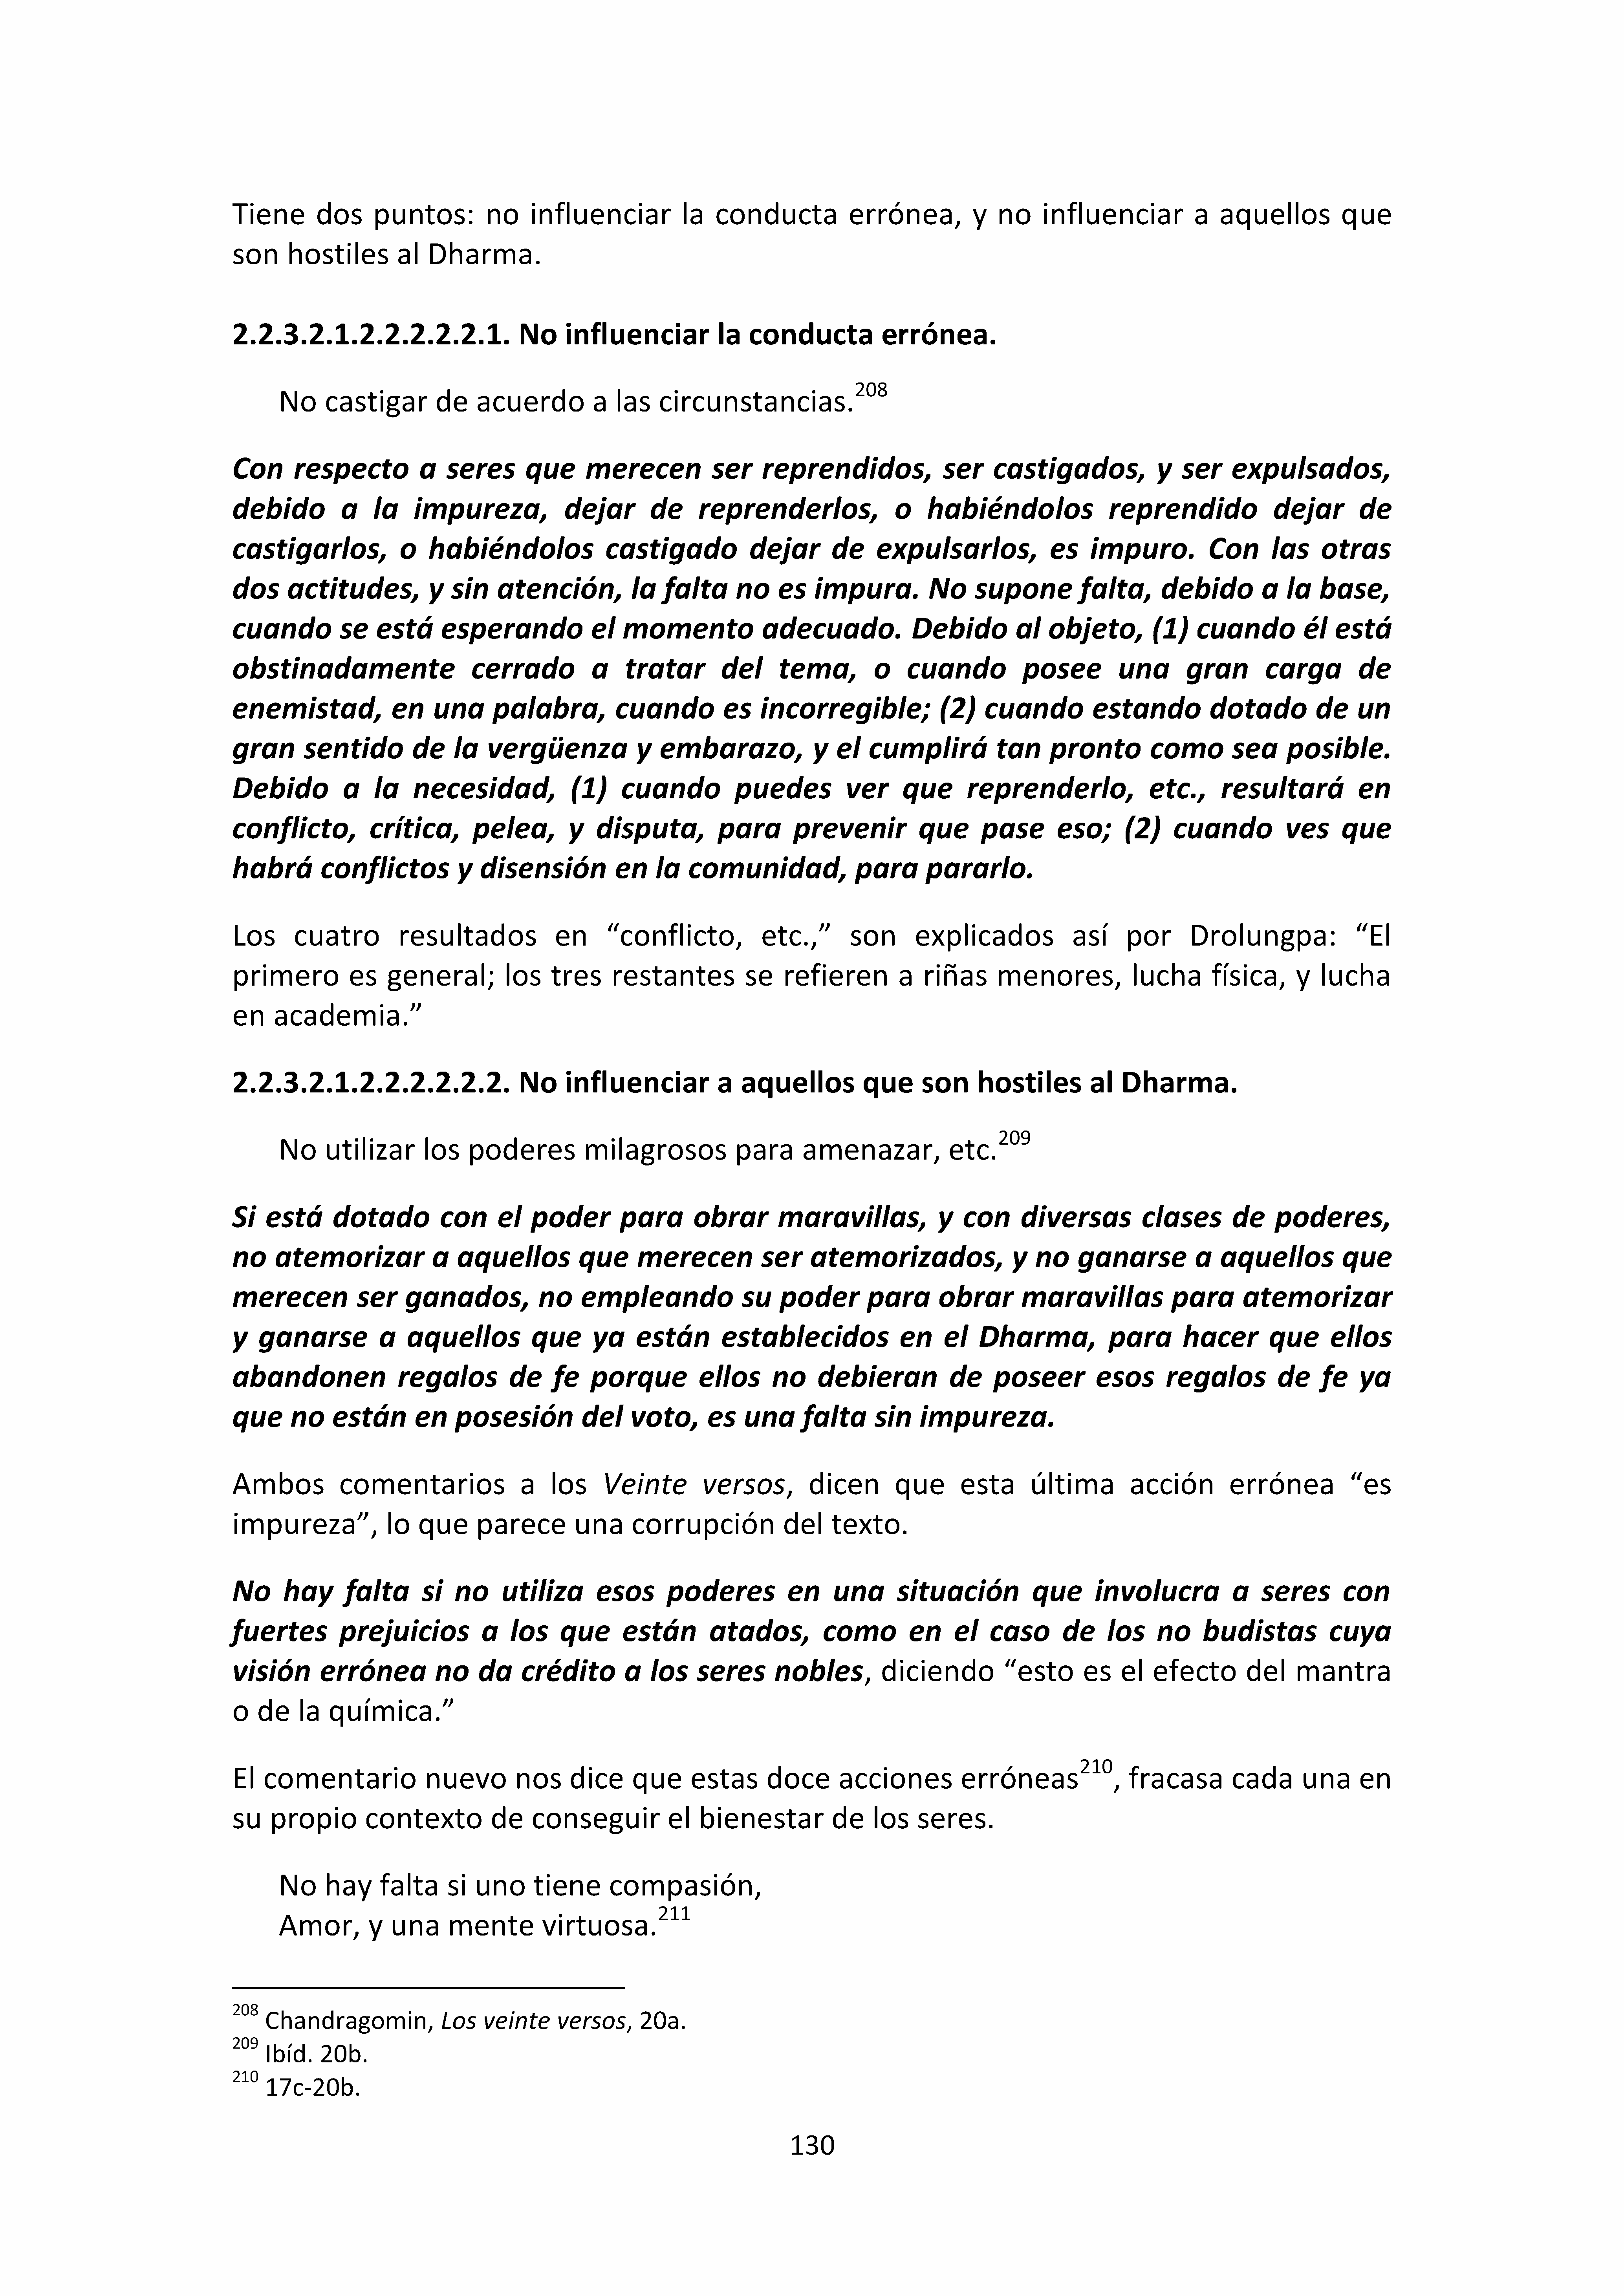 Tiene dos puntos: no influenciar la conducta errónea, y no influenciar a aquellos que
son hostiles al Dharma.
2.2.3.2.1.2.2.2.2.2.2.1. No influenciar la conducta errónea.
No castigar de acuerdo a las circunstancias.208
Con respecto a seres que merecen ser reprendidos, ser castigados, y ser expulsados,
debido a la impureza, dejar de reprenderlos, o habiéndolos reprendido dejar de
castigarlos, o habiéndolos castigado dejar de expulsarlos, es impuro. Con las otras
dos actitudes, y sin atención, la falta no es impura. No supone falta, debido a la base,
cuando se está esperando el momento adecuado. Debido al objeto, (1) cuando él está
obstinadamente cerrado a tratar del tema, o cuando posee una gran carga de
enemistad, en una palabra, cuando es incorregible; (2) cuando estando dotado de un
gran sentido de la vergüenza y embarazo, y el cumplirá tan pronto como sea posible.
Debido a la necesidad, (1) cuando puedes ver que reprenderlo, etc., resultará en
conflicto, crítica, pelea, y disputa, para prevenir que pase eso; (2) cuando ves que
habrá conflictos y disensión en la comunidad, para pararlo.
Los cuatro resultados en “conflicto, etc.,” son explicados así por Drolungpa: “El
primero es general; los tres restantes se refieren a riñas menores, lucha física, y lucha
en academia.”
2.2.3.2.1.2.2.2.2.2.2.2. No influenciar a aquellos que son hostiles al Dharma.
No utilizar los poderes milagrosos para amenazar, etc.209
Si está dotado con el poder para obrar maravillas, y con diversas clases de poderes,
no atemorizar a aquellos que merecen ser atemorizados, y no ganarse a aquellos que
merecen ser ganados, no empleando su poder para obrar maravillas para atemorizar
y ganarse a aquellos que ya están establecidos en el Dharma, para hacer que ellos
abandonen regalos de fe porque ellos no debieran de poseer esos regalos de fe ya
que no están en posesión del voto, es una falta sin impureza.
Ambos comentarios a los Veinte versos, dicen que esta última acción errónea “es
impureza”, lo que parece una corrupción del texto.
No hay falta si no utiliza esos poderes en una situación que involucra a seres con
fuertes prejuicios a los que están atados, como en el caso de los no budistas cuya
visión errónea no da crédito a los seres nobles, diciendo “esto es el efecto del mantra
o de la química.”
El comentario nuevo nos dice que estas doce acciones erróneas210, fracasa cada una en
su propio contexto de conseguir el bienestar de los seres.
No hay falta si uno tiene compasión,
Amor, y una mente virtuosa.211
208 Chandragomin, Los veinte versos, 20a.
209 Ibíd. 20b.
210 17c-20b.
130